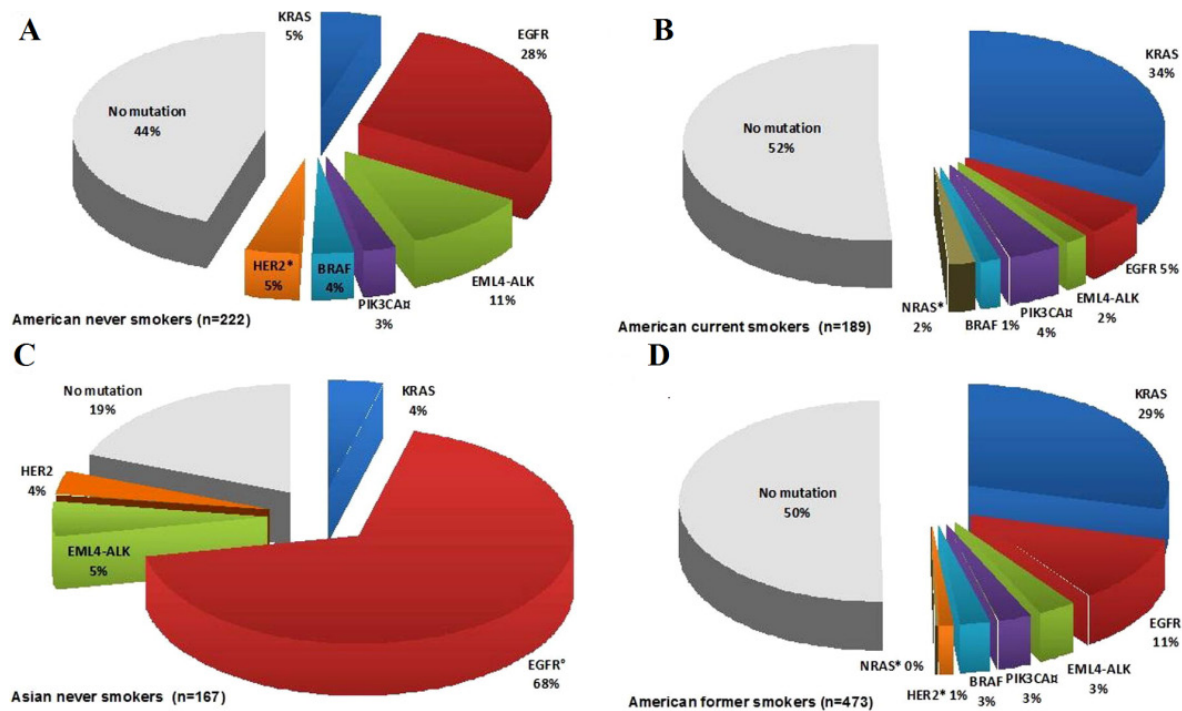 A
KRAS
5%
EGFR
28%
No mutation
44%
HER2*
5%
BRAF
4%
PIK3CA¤
3%
EML4-ALK
11%
American never smokers (n=222)
B
KRAS
34%
No mutation
52%
EGFR 5%
EML4-ALK
2%
PIK3CA¤
4%
BRAF 1%
NRAS*
2%
American current smokers (n=189)
C
No mutation
19%
KRAS
4%
HER2
4%
EML4-ALK
5%
EGFR°
68%
Asian never smokers (n=167)
D
KRAS
29%
No mutation
50%
EGFR
11%
EML4-ALK
3%
PIK3CA¤
3%
BRAF
3%
HER2* 1%
NRAS* 0%
American former smokers (n=473)